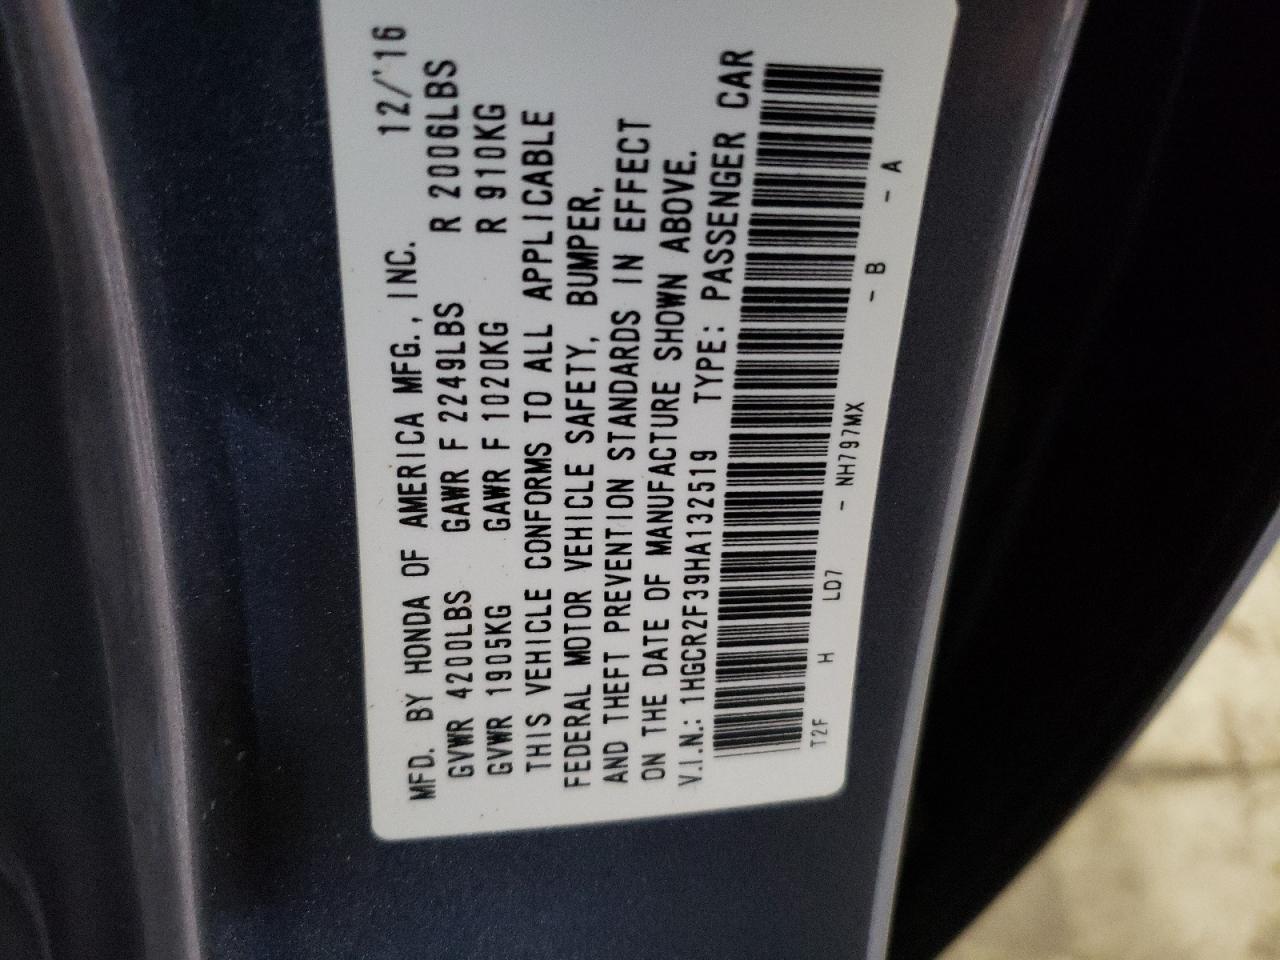 MFD. BY HONDA OF AMERICA MFG., INC. 12/'16
GVWR 4200LBS GAWR F 2249LBS R 2006LBS
GVWR 1905KG GAWR F 1020KG R 910KG
THIS VEHICLE CONFORMS TO ALL APPLICABLE
FEDERAL MOTOR VEHICLE SAFETY, BUMPER,
AND THEFT PREVENTION STANDARDS IN EFFECT
ON THE DATE OF MANUFACTURE SHOWN ABOVE.
V.I.N.: 1HGCR2F39HA132519 TYPE: PASSENGER CAR
T2F H LD7 - NH797MX - B - A